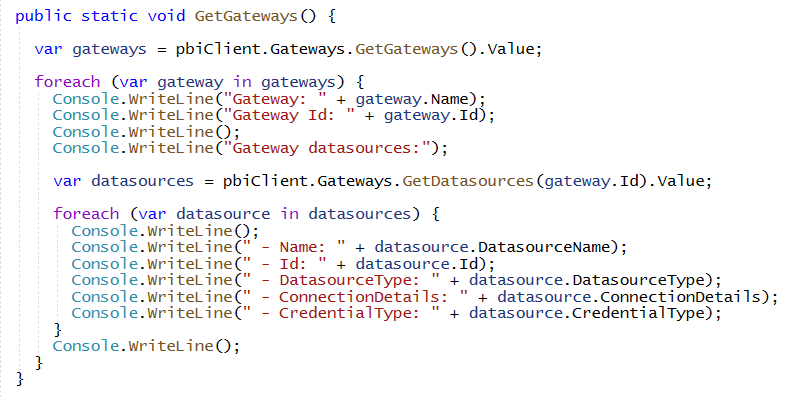 public static void GetGateways() {
var gateways = pbiClient.Gateways.GetGateways().Value;
foreach (var gateway in gateways) {
Console.WriteLine("Gateway: " + gateway.Name);
Console.WriteLine("Gateway Id: " + gateway.Id);
Console.WriteLine();
Console.WriteLine("Gateway datasources:");
var datasources = pbiClient.Gateways.GetDatasources(gateway.Id).Value;
foreach (var datasource in datasources) {
Console.WriteLine();
Console.WriteLine(" - Name: " + datasource.DatasourceName);
Console.WriteLine(" - Id: " + datasource.Id);
Console.WriteLine(" - DatasourceType: " + datasource.DatasourceType);
Console.WriteLine(" - ConnectionDetails: " + datasource.ConnectionDetails);
Console.WriteLine(" - CredentialType: " + datasource.CredentialType);
}
Console.WriteLine();
}
}